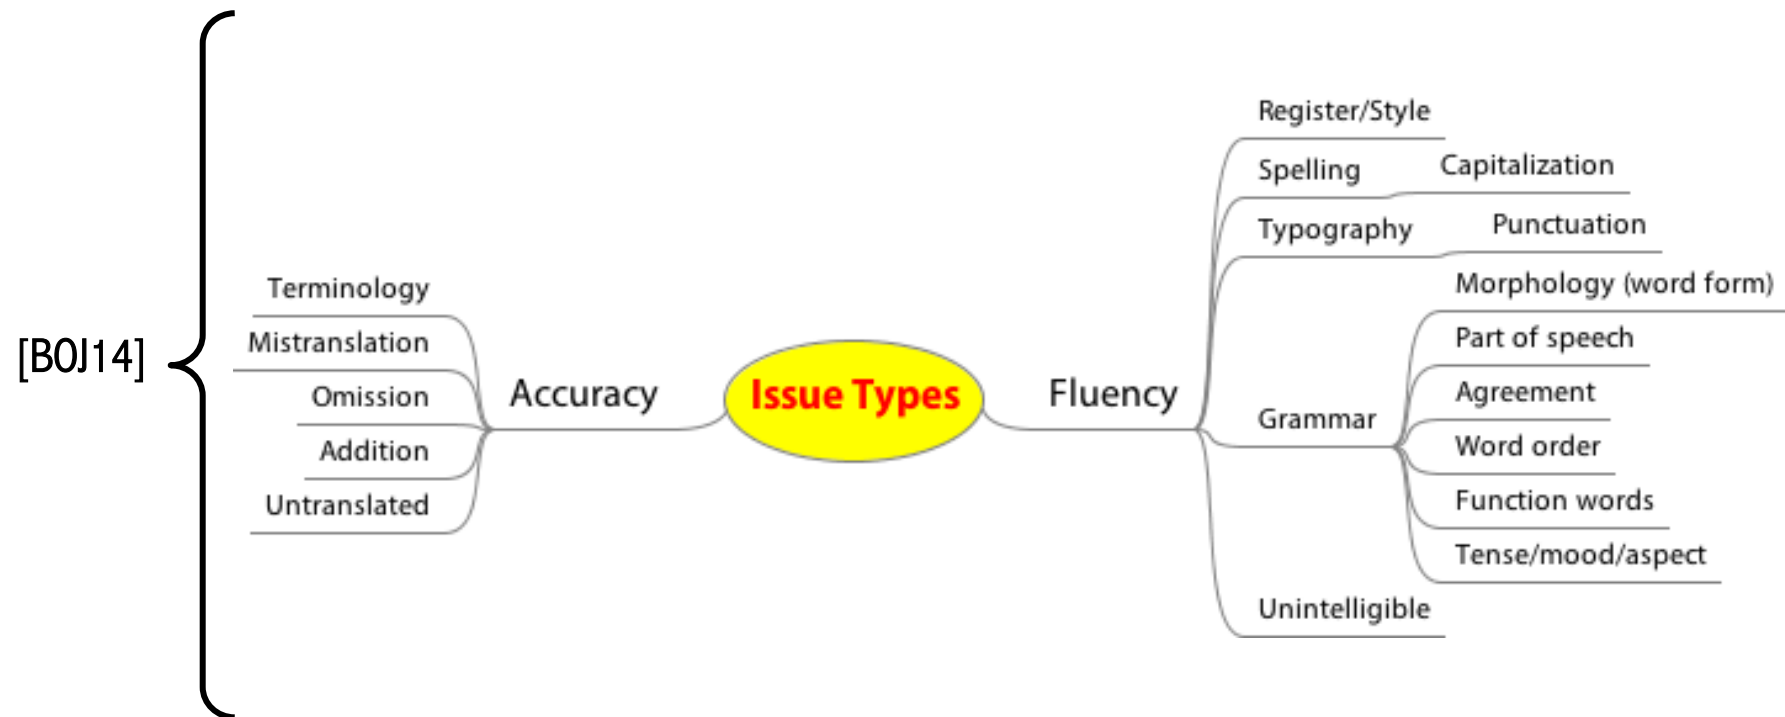 [BOJ14]
Terminology
Mistranslation
Omission
Addition
Untranslated
Accuracy
Issue Types
Fluency
Register/Style
Spelling
Capitalization
Typography
Punctuation
Grammar
Morphology (word form)
Part of speech
Agreement
Word order
Function words
Tense/mood/aspect
Unintelligible